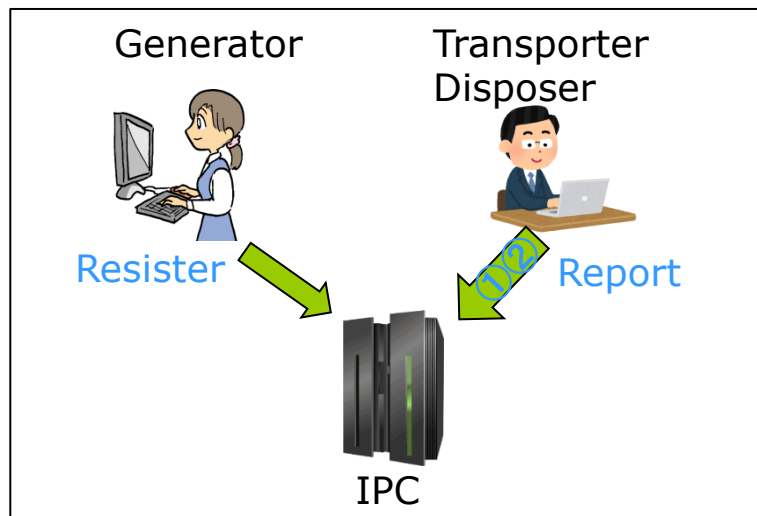 Generator
Transporter
Disposer
Resister
①②
Report
IPC